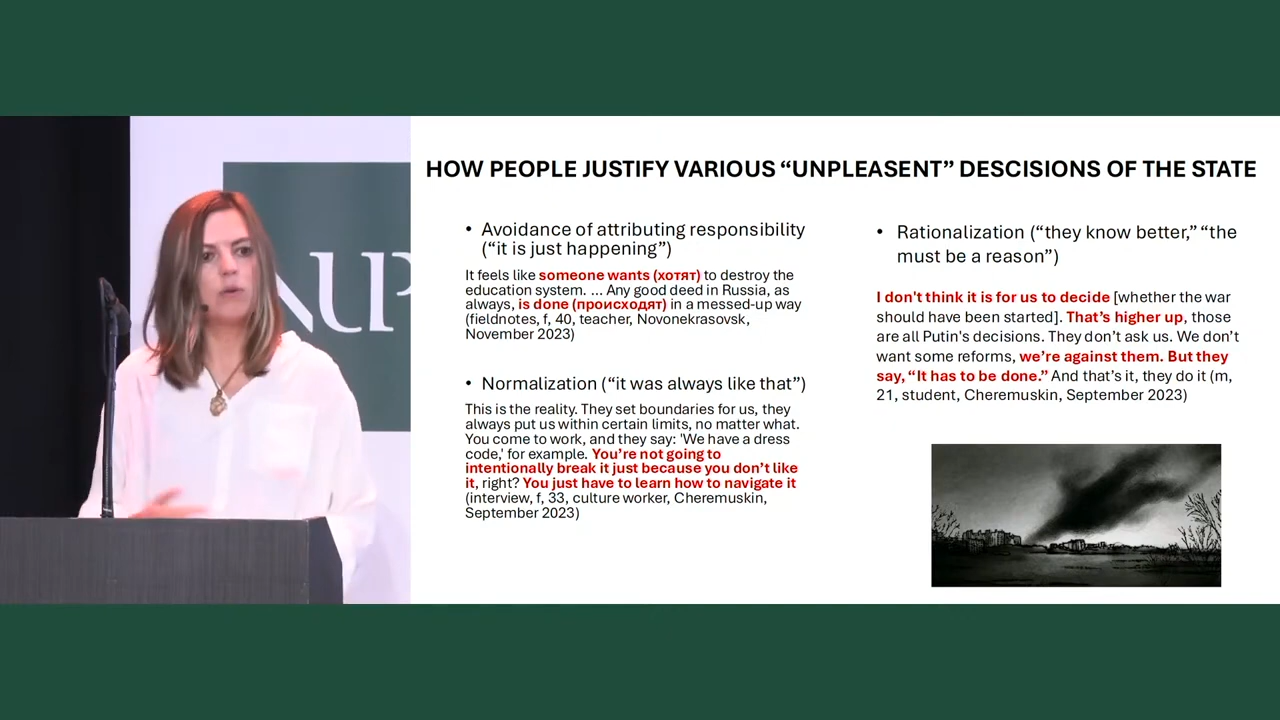 NUP
HOW PEOPLE JUSTIFY VARIOUS “UNPLEASENT” DESCISIONS OF THE STATE
• Avoidance of attributing responsibility
(“it is just happening”)
It feels like someone wants (хотят) to destroy the
education system. ... Any good deed in Russia, as
always, is done (происходят) in a messed-up way
(fieldnotes, f, 40, teacher, Novonekrasovsk,
November 2023)
• Normalization (“it was always like that”)
This is the reality. They set boundaries for us, they
always put us within certain limits, no matter what.
You come to work, and they say: 'We have a dress
code,' for example. You’re not going to
intentionally break it just because you don’t like
it, right? You just have to learn how to navigate it
(interview, f, 33, culture worker, Cheremuskin,
September 2023)
• Rationalization (“they know better,” “the
must be a reason”)
I don't think it is for us to decide [whether the war
should have been started]. That’s higher up, those
are all Putin's decisions. They don’t ask us. We don’t
want some reforms, we’re against them. But they
say, “It has to be done.” And that’s it, they do it (m,
21, student, Cheremuskin, September 2023)